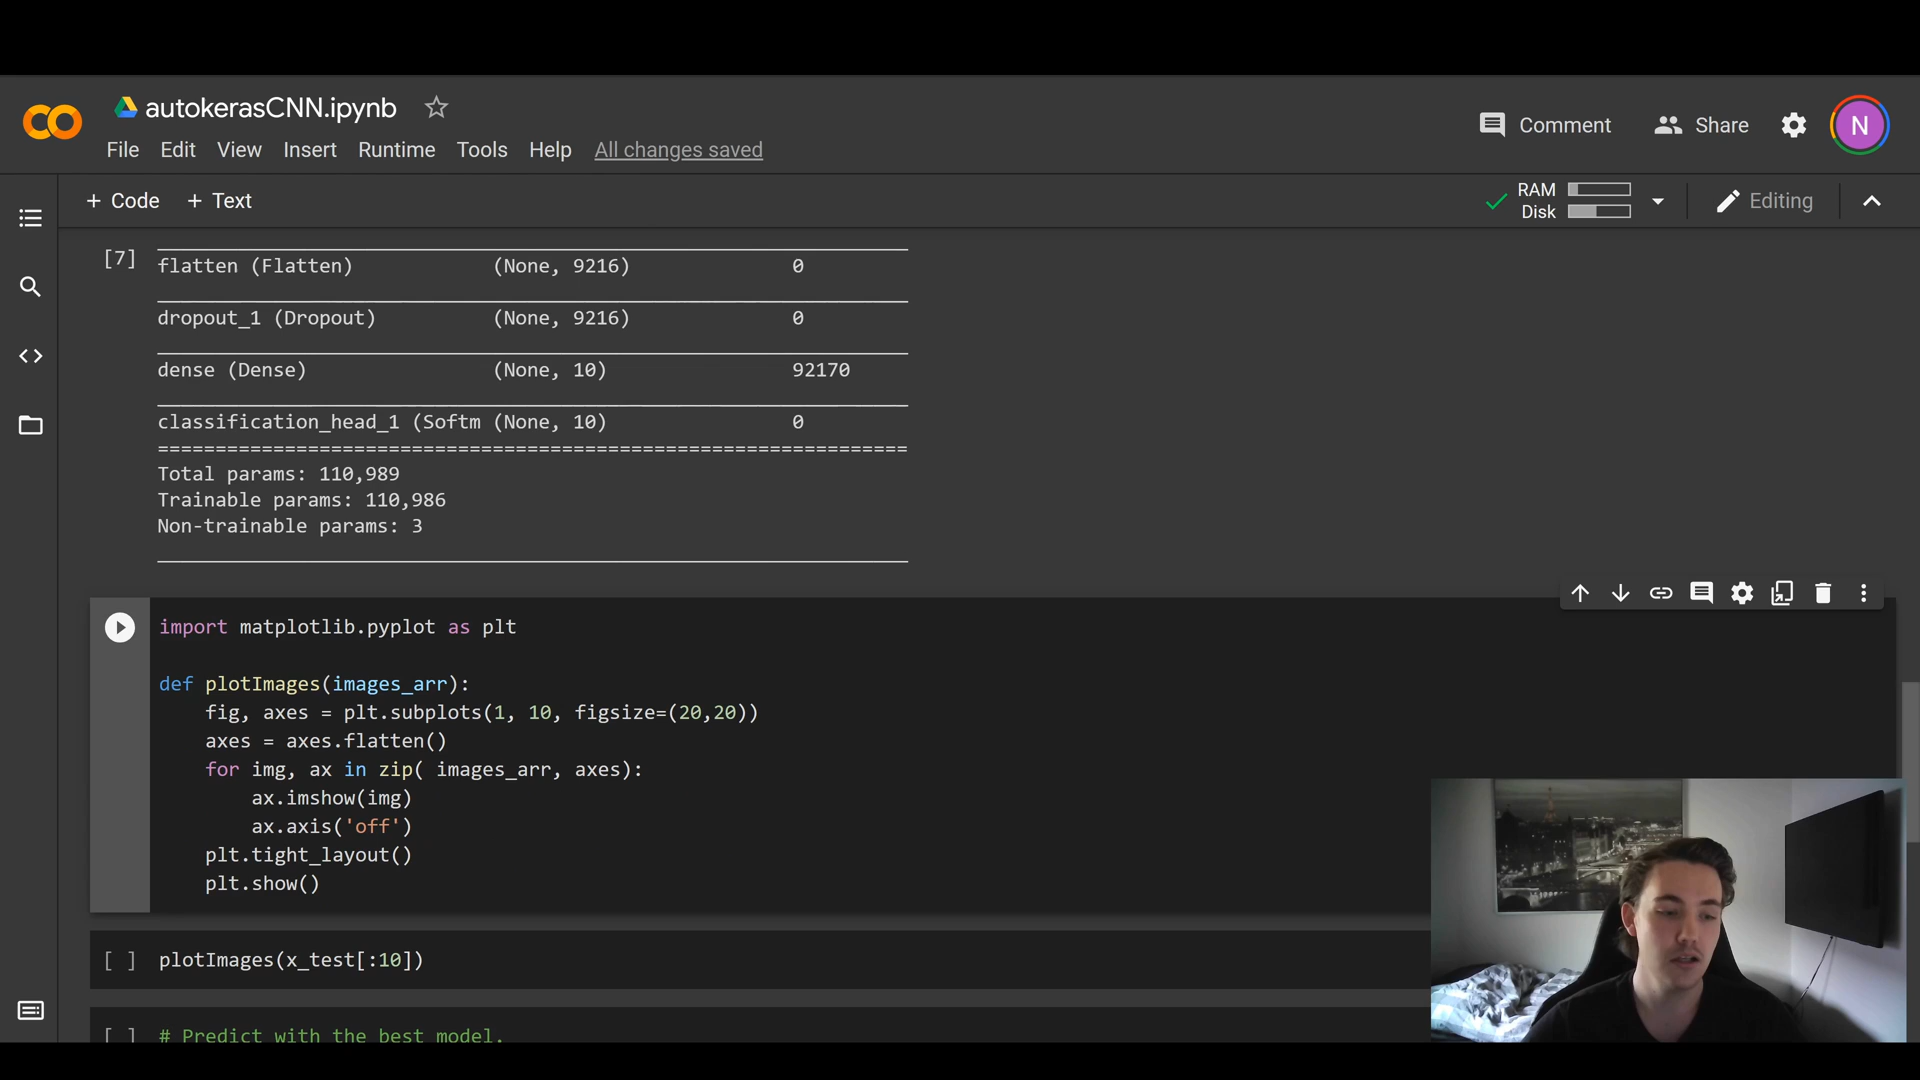 autokerasCNN.ipynb
Comment
Share
N
File Edit View Insert Runtime Tools Help All changes saved
+ Code + Text
RAM
Disk
Editing
[7]
flatten (Flatten) (None, 9216) 0
dropout_1 (Dropout) (None, 9216) 0
dense (Dense) (None, 10) 92170
classification_head_1 (Softm (None, 10) 0
=================================================================
Total params: 110,989
Trainable params: 110,986
Non-trainable params: 3
import matplotlib.pyplot as plt
def plotImages(images_arr):
    fig, axes = plt.subplots(1, 10, figsize=(20,20))
    axes = axes.flatten()
    for img, ax in zip( images_arr, axes):
        ax.imshow(img)
        ax.axis('off')
    plt.tight_layout()
    plt.show()
[ ] plotImages(x_test[:10])
[ ] # Predict with the best model.